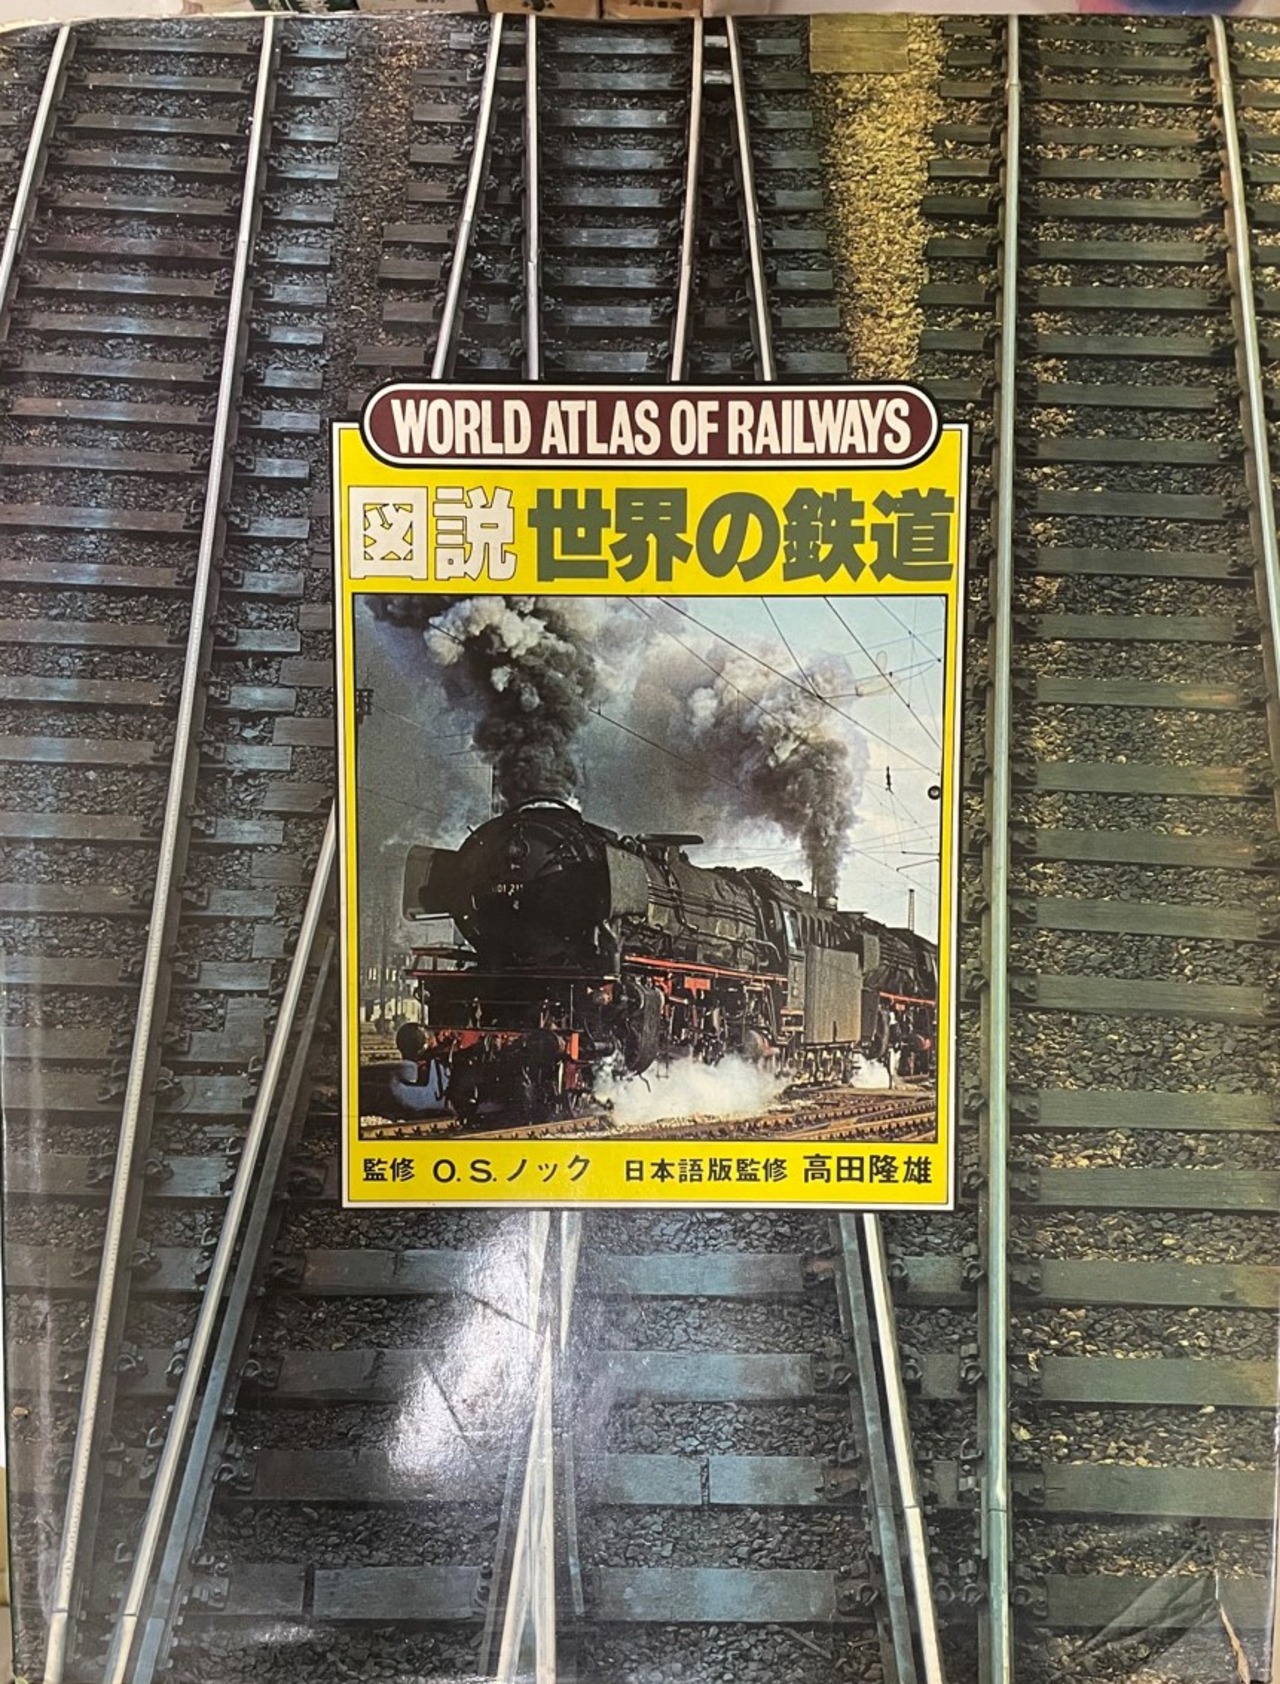 WORLD ATLAS OF RAILWAYS
図説 世界の鉄道
監修 O.S.ノック 日本語版監修 高田隆雄